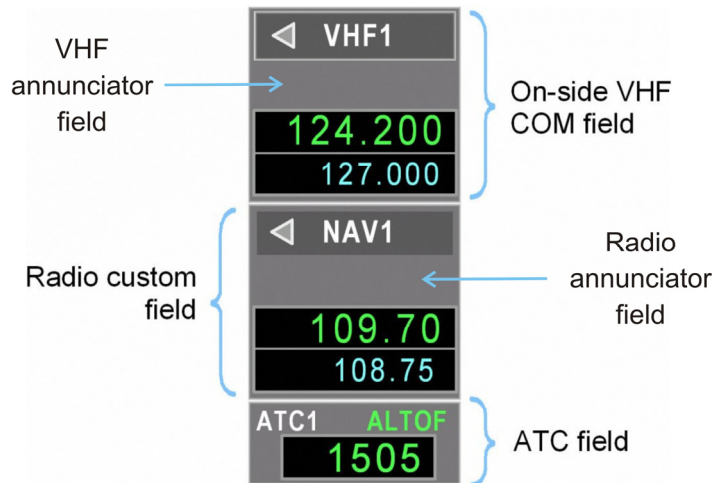 VHF
annunciator
field
VHF1
124.200
127.000
On-side VHF
COM field
Radio custom
field
NAV1
109.70
108.75
Radio
annunciator
field
ATC1 ALTOF
1505
ATC field